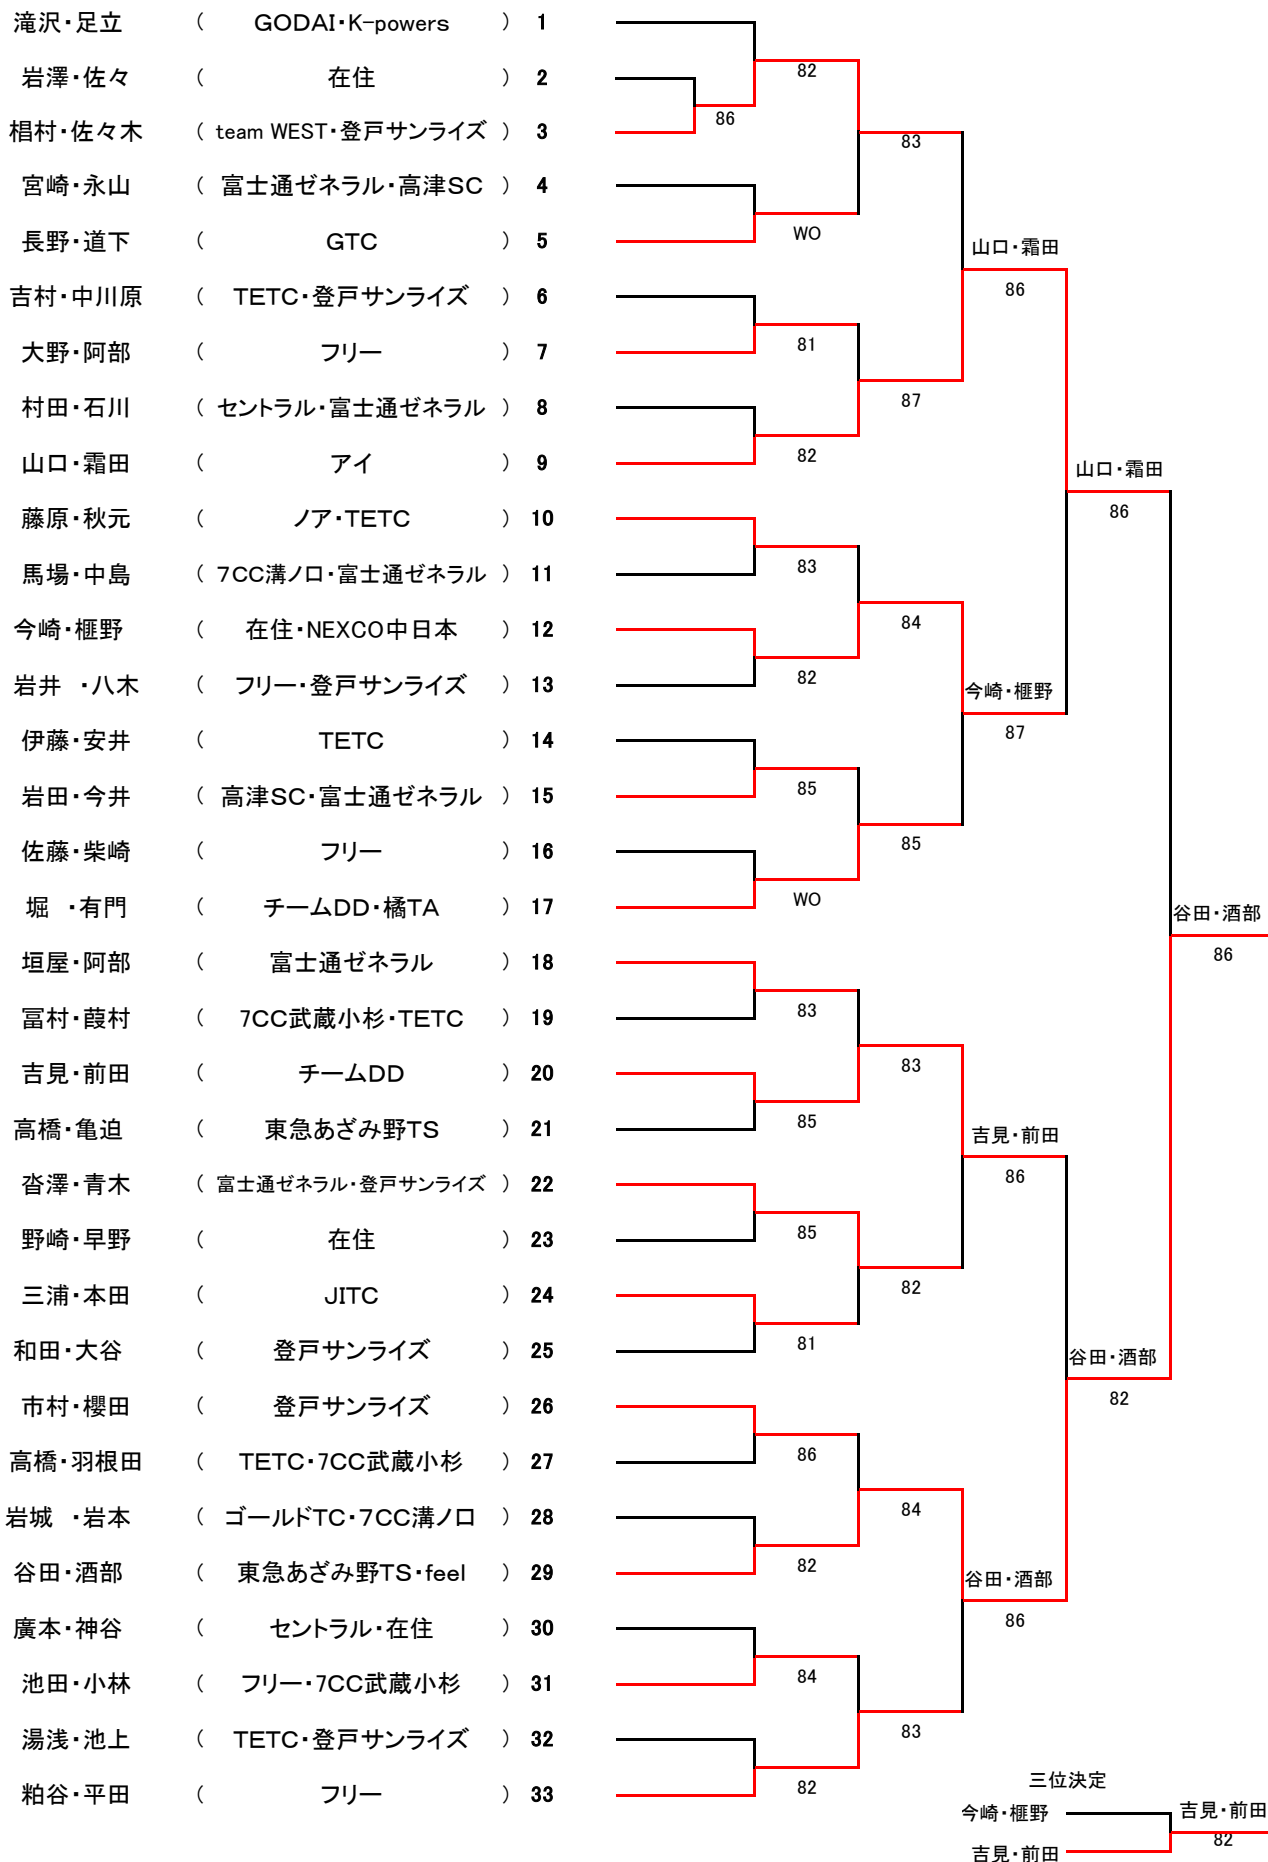 滝沢・足立 ( GODAI・K-powers ) 1
岩澤・佐々 ( 在住 ) 2
82
86
椙村・佐々木 ( team WEST・登戸サンライズ ) 3
83
宮崎・永山 ( 富士通ゼネラル・高津SC ) 4
WO
長野・道下 ( GTC ) 5
山口・霜田
86
吉村・中川原 ( TETC・登戸サンライズ ) 6
81
大野・阿部 ( フリー ) 7
87
村田・石川 ( セントラル・富士通ゼネラル ) 8
82
山口・霜田 ( アイ ) 9
山口・霜田
86
藤原・秋元 ( ノア・TETC ) 10
83
馬場・中島 ( 7CC溝ノ口・富士通ゼネラル ) 11
84
今崎・榧野 ( 在住・NEXCO中日本 ) 12
82
岩井 ・八木 ( フリー・登戸サンライズ ) 13
今崎・榧野
87
伊藤・安井 ( TETC ) 14
85
岩田・今井 ( 高津SC・富士通ゼネラル ) 15
85
佐藤・柴崎 ( フリー ) 16
WO
堀 ・有門 ( チームDD・橘TA ) 17
谷田・酒部
86
垣屋・阿部 ( 富士通ゼネラル ) 18
83
冨村・葭村 ( 7CC武蔵小杉・TETC ) 19
83
吉見・前田 ( チームDD ) 20
85
高橋・亀迫 ( 東急あざみ野TS ) 21
吉見・前田
86
沓澤・青木 ( 富士通ゼネラル・登戸サンライズ ) 22
85
野崎・早野 ( 在住 ) 23
82
三浦・本田 ( JITC ) 24
81
和田・大谷 ( 登戸サンライズ ) 25
谷田・酒部
82
市村・櫻田 ( 登戸サンライズ ) 26
86
高橋・羽根田 ( TETC・7CC武蔵小杉 ) 27
84
岩城 ・岩本 ( ゴールドTC・7CC溝ノ口 ) 28
82
谷田・酒部 ( 東急あざみ野TS・feel ) 29
谷田・酒部
86
廣本・神谷 ( セントラル・在住 ) 30
84
池田・小林 ( フリー・7CC武蔵小杉 ) 31
83
湯浅・池上 ( TETC・登戸サンライズ ) 32
82
粕谷・平田 ( フリー ) 33
三位決定
今崎・榧野
吉見・前田
82
吉見・前田